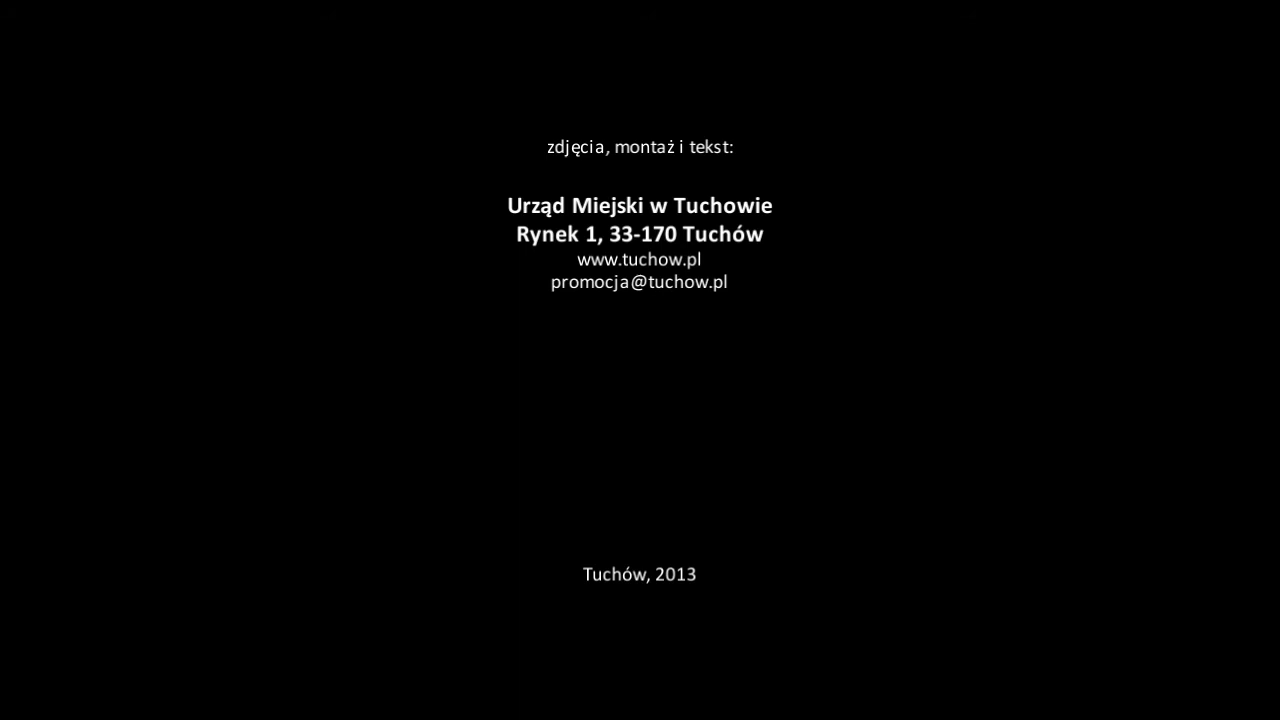 zdjęcia, montaż i tekst:
Urząd Miejski w Tuchowie
Rynek 1, 33-170 Tuchów
www.tuchow.pl
promocja@tuchow.pl
Tuchów, 2013